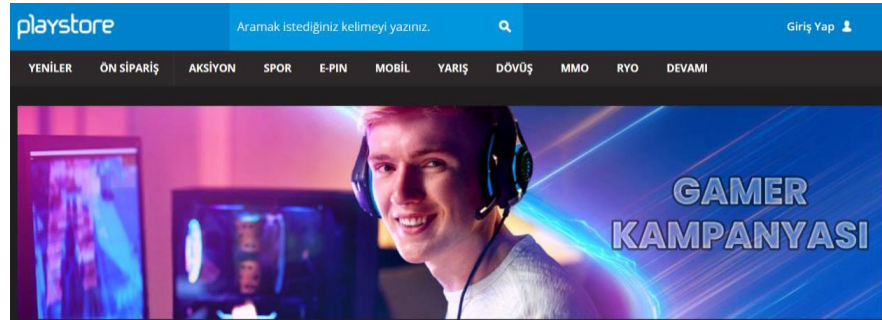 playstore
Aramak istediğiniz kelimeyi yazınız.
Giriş Yap
YENİLER ÖN SİPARİŞ AKSİYON SPOR E-PIN MOBİL YARIŞ DÖVÜŞ MMO RYO DEVAMI
GAMER
KAMPANYASI